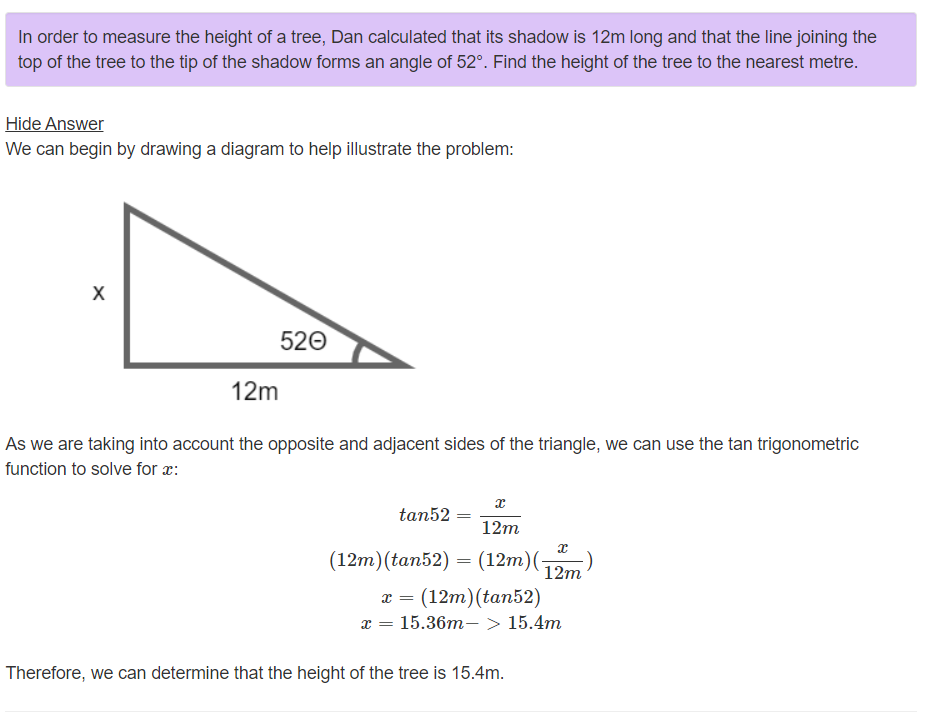 In order to measure the height of a tree, Dan calculated that its shadow is 12m long and that the line joining the
top of the tree to the tip of the shadow forms an angle of 52°. Find the height of the tree to the nearest metre.
Hide Answer
We can begin by drawing a diagram to help illustrate the problem:
x
52Θ
12m
As we are taking into account the opposite and adjacent sides of the triangle, we can use the tan trigonometric
function to solve for x:
tan52 = x/12m
(12m)(tan52) = (12m)(x/12m)
x = (12m)(tan52)
x = 15.36m− > 15.4m
Therefore, we can determine that the height of the tree is 15.4m.